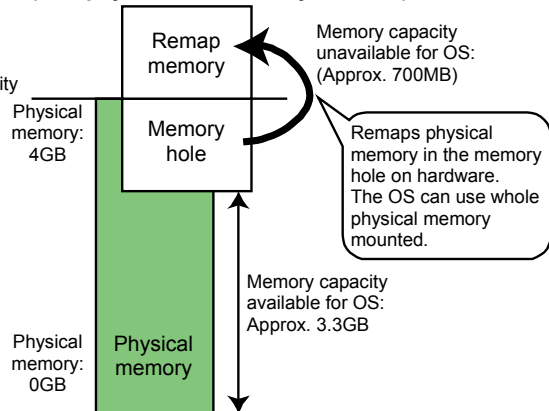 Remap
memory
Memory capacity
unavailable for OS:
(Approx. 700MB)
Physical
memory:
4GB
Memory
hole
Remaps physical
memory in the memory
hole on hardware.
The OS can use whole
physical memory
mounted.
Memory capacity
available for OS:
Approx. 3.3GB
Physical
memory
Physical
memory:
0GB